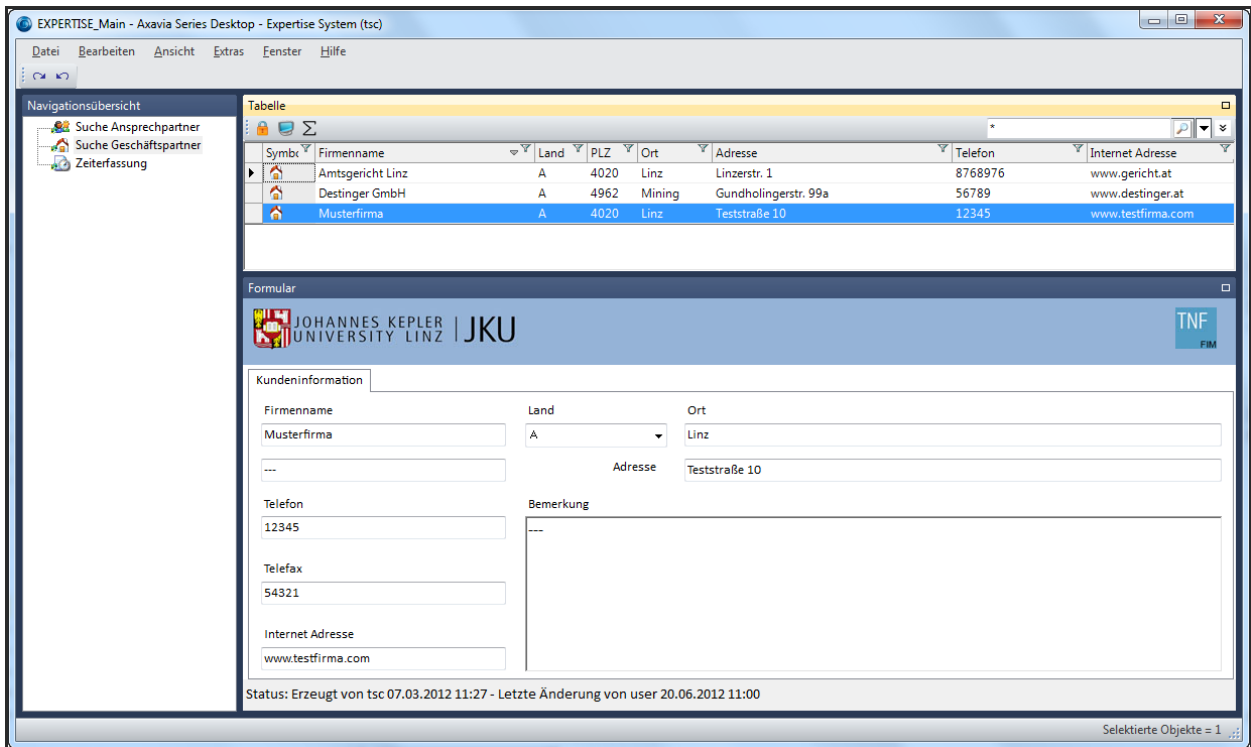 EXPERTISE_Main - Axavia Series Desktop - Expertise System (tsc)
Datei Bearbeiten Ansicht Extras Fenster Hilfe
Navigationsübersicht
Suche Ansprechpartner
Suche Geschäftspartner
Zeiterfassung
Tabelle
*
Symbc Firmenname Land PLZ Ort Adresse Telefon Internet Adresse
Amtsgericht Linz A 4020 Linz Linzerstr. 1 8768976 www.gericht.at
Destinger GmbH A 4962 Mining Gundholingerstr. 99a 56789 www.destinger.at
Musterfirma A 4020 Linz Teststraße 10 12345 www.testfirma.com
Formular
JOHANNES KEPLER
UNIVERSITY LINZ | JKU
TNF
FIM
Kundeninformation
Firmenname Land Ort
Musterfirma A Linz
--- Adresse Teststraße 10
Telefon Bemerkung
12345 ---
Telefax
54321
Internet Adresse
www.testfirma.com
Status: Erzeugt von tsc 07.03.2012 11:27 - Letzte Änderung von user 20.06.2012 11:00
Selektierte Objekte = 1